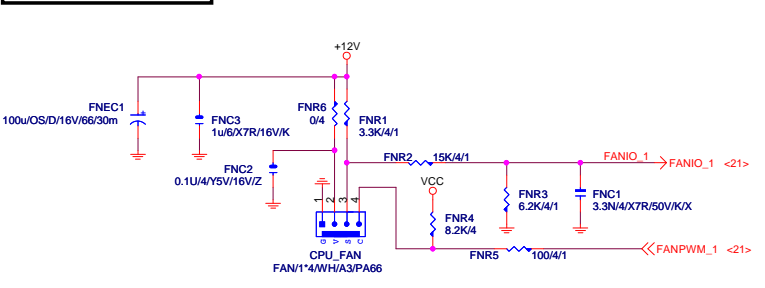 +12V
FNEC1
100u/OS/D/16V/66/30m
FNC3
1u/6/X7R/16V/K
FNR6
0/4
FNR1
3.3K/4/1
FNC2
0.1U/4/Y5V/16V/Z
FNR2
15K/4/1
FANIO_1
FANIO_1 <21>
VCC
FNR3
6.2K/4/1
FNC1
3.3N/4/X7R/50V/K/X
1
2
3
4
FNR4
8.2K/4
G
V
S
C
CPU_FAN
FAN/1*4/WH/A3/PA66
FNR5
100/4/1
FANPWM_1 <21>